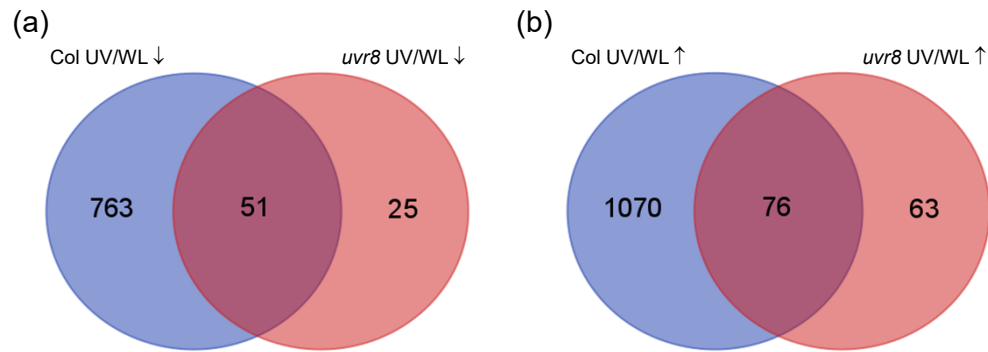 (a)
Col UV/WL ↓
uvr8 UV/WL ↓
763
51
25
(b)
Col UV/WL ↑
uvr8 UV/WL ↑
1070
76
63